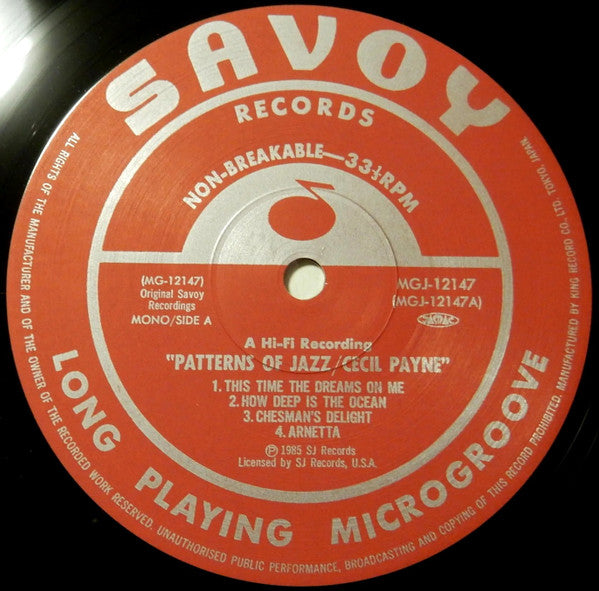 SAVOY
RECORDS
NON-BREAKABLE—33⅓RPM
(MG-12147)
Original Savoy
Recordings
MONO/SIDE A
MGJ-12147
(MGJ-12147A)
A Hi-Fi Recording
"PATTERNS OF JAZZ/CECIL PAYNE"
1. THIS TIME THE DREAMS ON ME
2. HOW DEEP IS THE OCEAN
3. CHESMAN'S DELIGHT
4. ARNETTA
Ⓟ1985 SJ Records
Licensed by SJ Records, U.S.A.
LONG PLAYING MICROGROOVE
ALL RIGHTS OF THE MANUFACTURER AND OF THE OWNER OF THE RECORDED WORK RESERVED. UNAUTHORISED PUBLIC PERFORMANCE, BROADCASTING AND COPYING OF THIS RECORD PROHIBITED. MANUFACTURED BY KING RECORD CO., LTD. TOKYO, JAPAN.